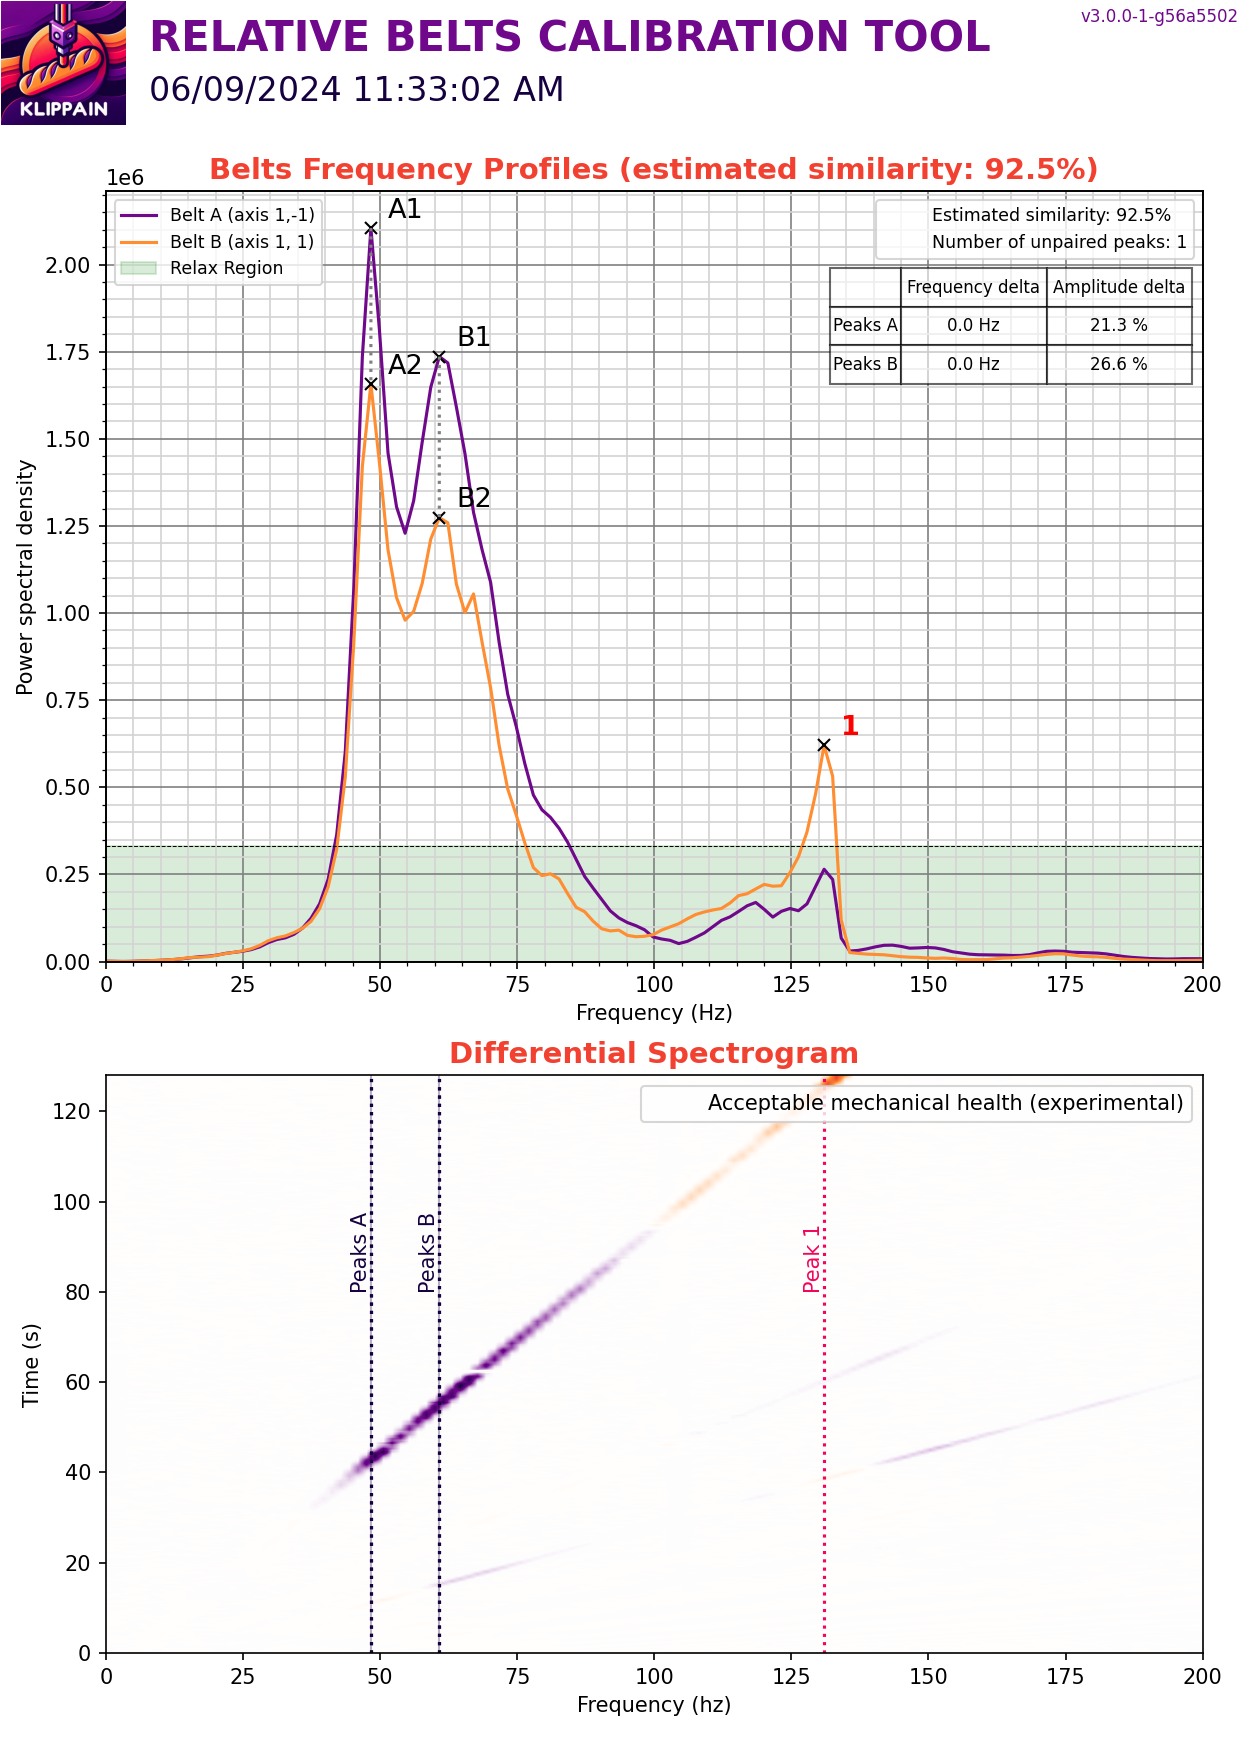 v3.0.0-1-g56a5502
RELATIVE BELTS CALIBRATION TOOL
06/09/2024 11:33:02 AM
KLIPPAIN
Belts Frequency Profiles (estimated similarity: 92.5%)
1e6
Belt A (axis 1,-1)
Belt B (axis 1, 1)
Relax Region
Estimated similarity: 92.5%
Number of unpaired peaks: 1
Frequency delta Amplitude delta
Peaks A 0.0 Hz 21.3 %
Peaks B 0.0 Hz 26.6 %
A1
A2
B1
B2
1
Power spectral density
2.00
1.75
1.50
1.25
1.00
0.75
0.50
0.25
0.00
0 25 50 75 100 125 150 175 200
Frequency (Hz)
Differential Spectrogram
Acceptable mechanical health (experimental)
Peaks A
Peaks B
Peak 1
Time (s)
120
100
80
60
40
20
0
0 25 50 75 100 125 150 175 200
Frequency (hz)